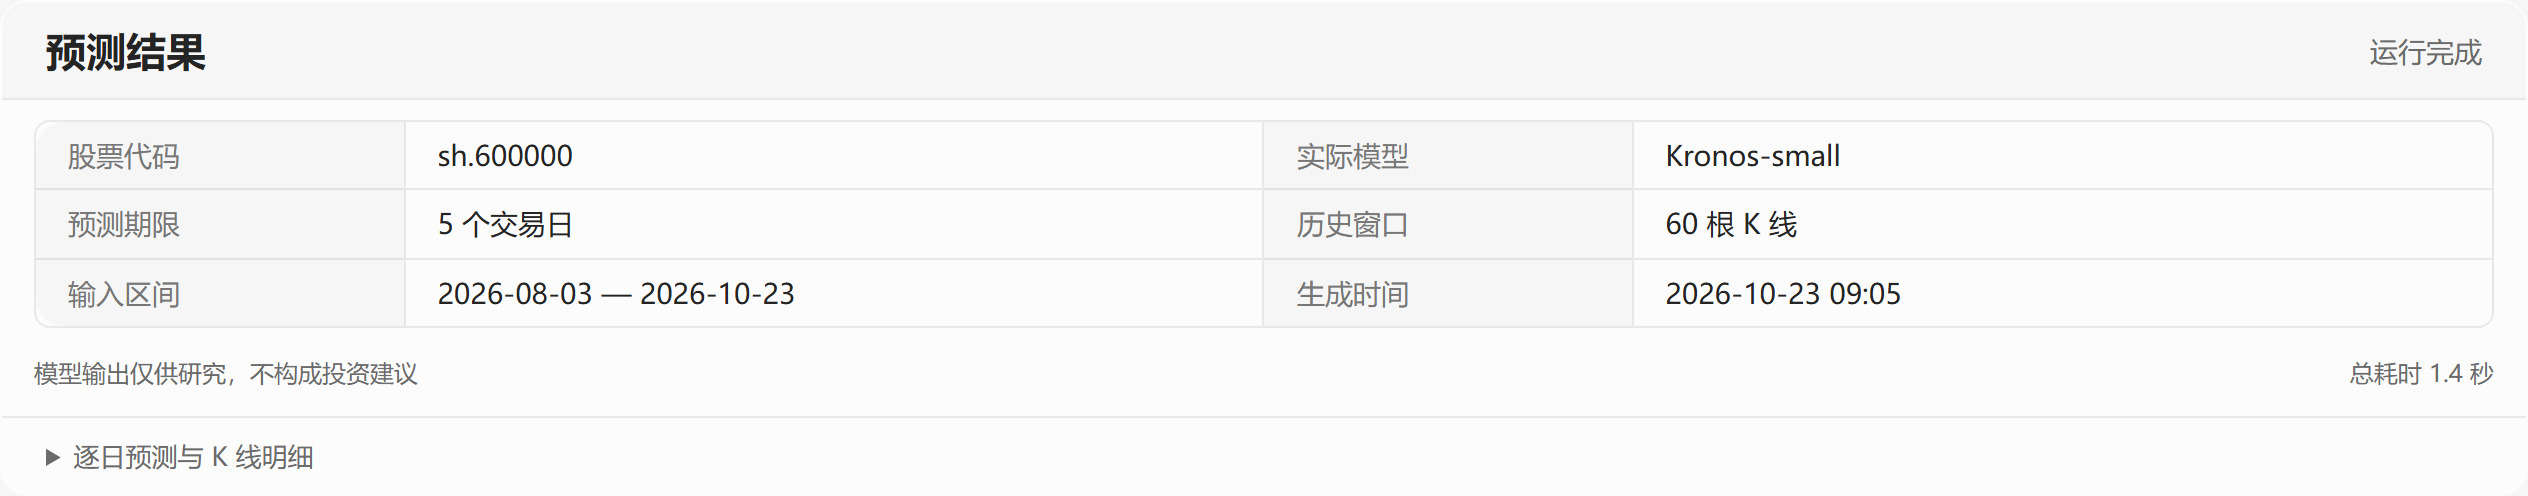 预测结果
运行完成
股票代码 sh.600000 实际模型 Kronos-small
预测期限 5 个交易日 历史窗口 60 根 K 线
输入区间 2026-08-03 — 2026-10-23 生成时间 2026-10-23 09:05
模型输出仅供研究，不构成投资建议
总耗时 1.4 秒
▶ 逐日预测与 K 线明细